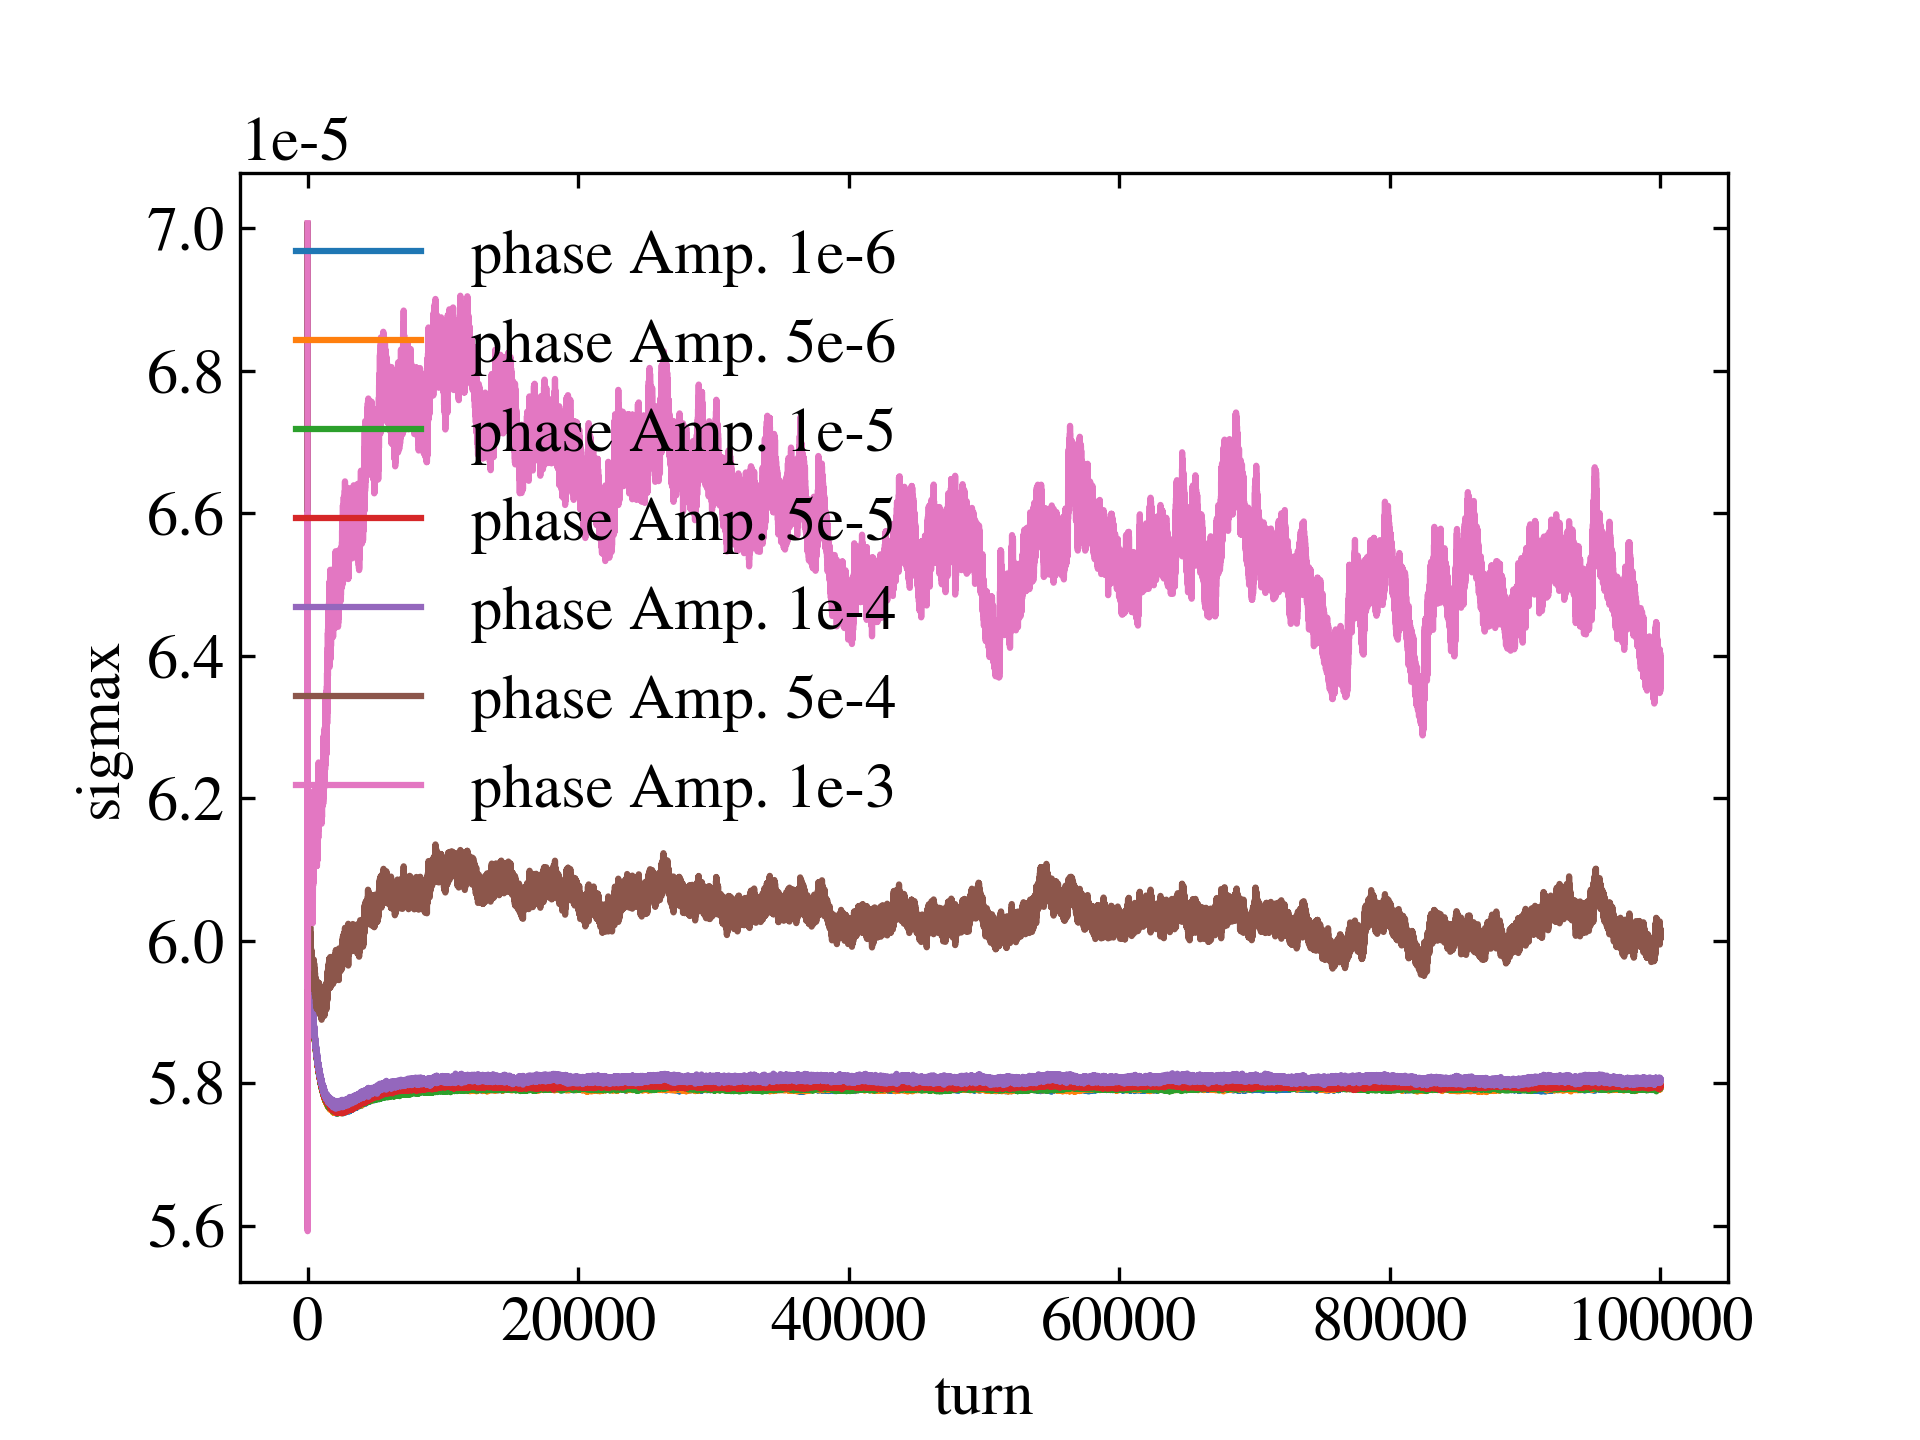 1e-5
7.0
6.8
6.6
6.4
6.2
6.0
5.8
5.6
sigmax
phase Amp. 1e-6
phase Amp. 5e-6
phase Amp. 1e-5
phase Amp. 5e-5
phase Amp. 1e-4
phase Amp. 5e-4
phase Amp. 1e-3
0 20000 40000 60000 80000 100000
turn